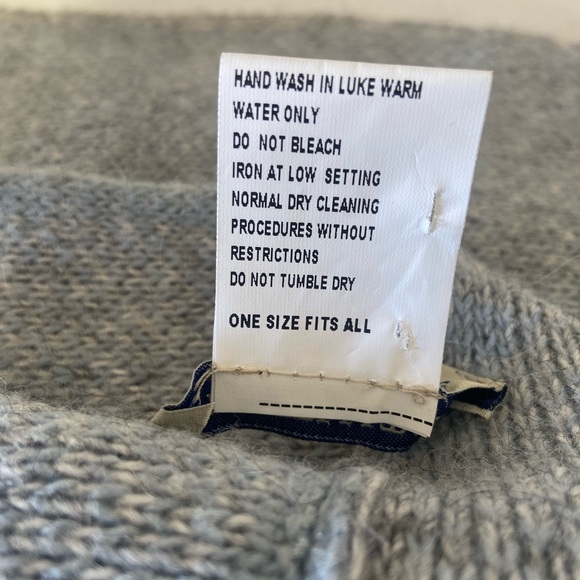 HAND WASH IN LUKE WARM
WATER ONLY
DO NOT BLEACH
IRON AT LOW SETTING
NORMAL DRY CLEANING
PROCEDURES WITHOUT
RESTRICTIONS
DO NOT TUMBLE DRY
ONE SIZE FITS ALL